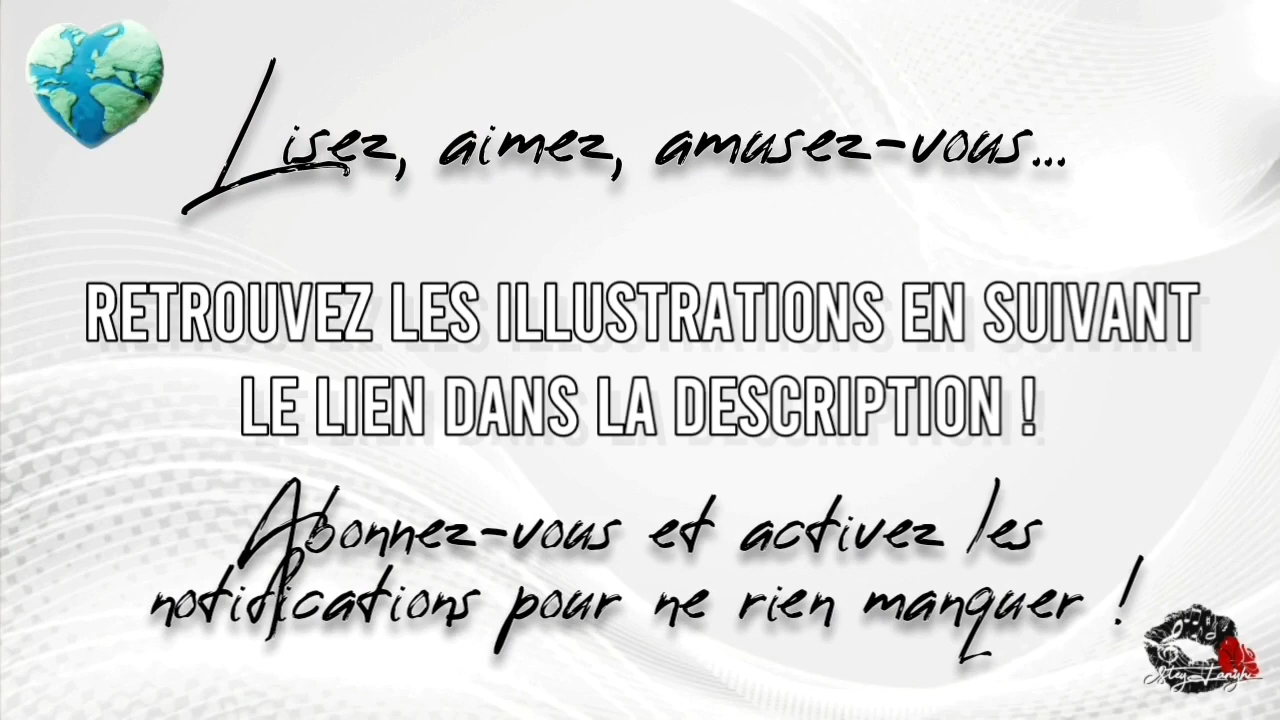 Lisez, aimez, amusez-vous...
RETROUVEZ LES ILLUSTRATIONS EN SUIVANT
LE LIEN DANS LA DESCRIPTION !
Abonnez-vous et activez les
notifications pour ne rien manquer !